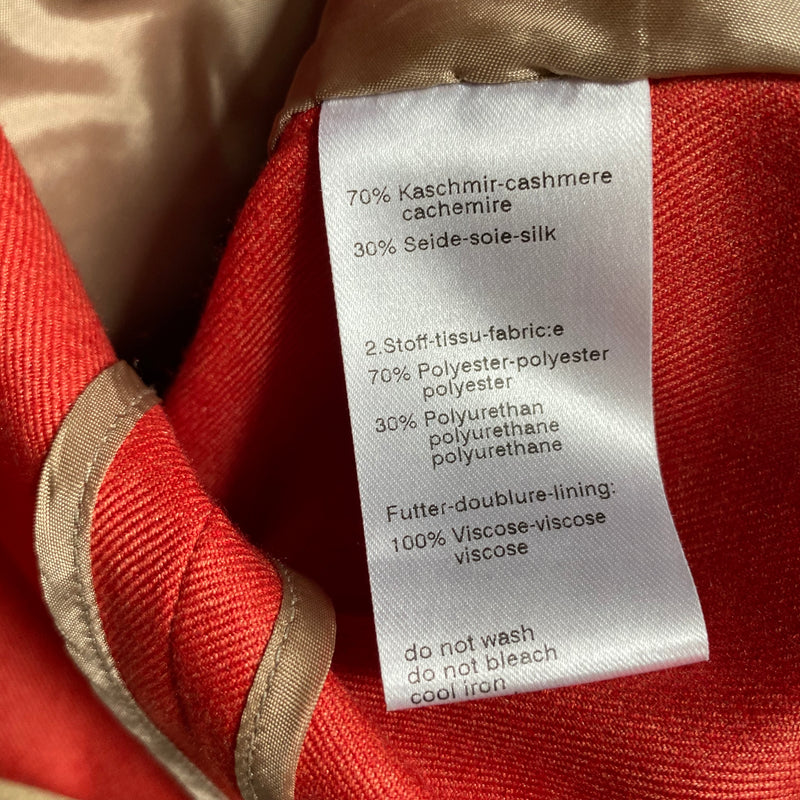 70% Kaschmir-cashmere
cachemire
30% Seide-soie-silk
2.Stoff-tissu-fabric:e
70% Polyester-polyester
polyester
30% Polyurethan
polyurethane
polyurethane
Futter-doublure-lining:
100% Viscose-viscose
viscose
do not wash
do not bleach
cool iron